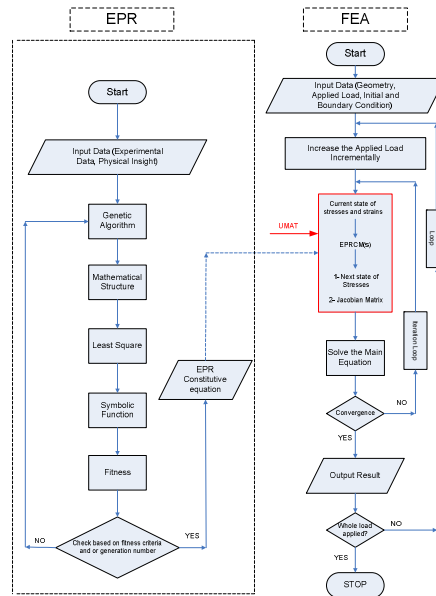 EPR
Start
Input Data (Experimental
Data, Physical Insight)
Genetic
Algorithm
Mathematical
Structure
Least Square
Symbolic
Function
Fitness
Check based on fitness criteria
and or generation number
NO
YES
EPR
Constitutive
equation
FEA
Start
Input Data (Geometry,
Applied Load, Initial and
Boundary Condition)
Increase the Applied Load
Incrementally
UMAT
Current state of
stresses and strains
EPRCM(s)
1- Next state of
Stresses
2- Jacobian Matrix
Solve the Main
Equation
Convergence
NO
YES
Iteration Loop
Loop
Output Result
Whole load
applied?
NO
YES
STOP